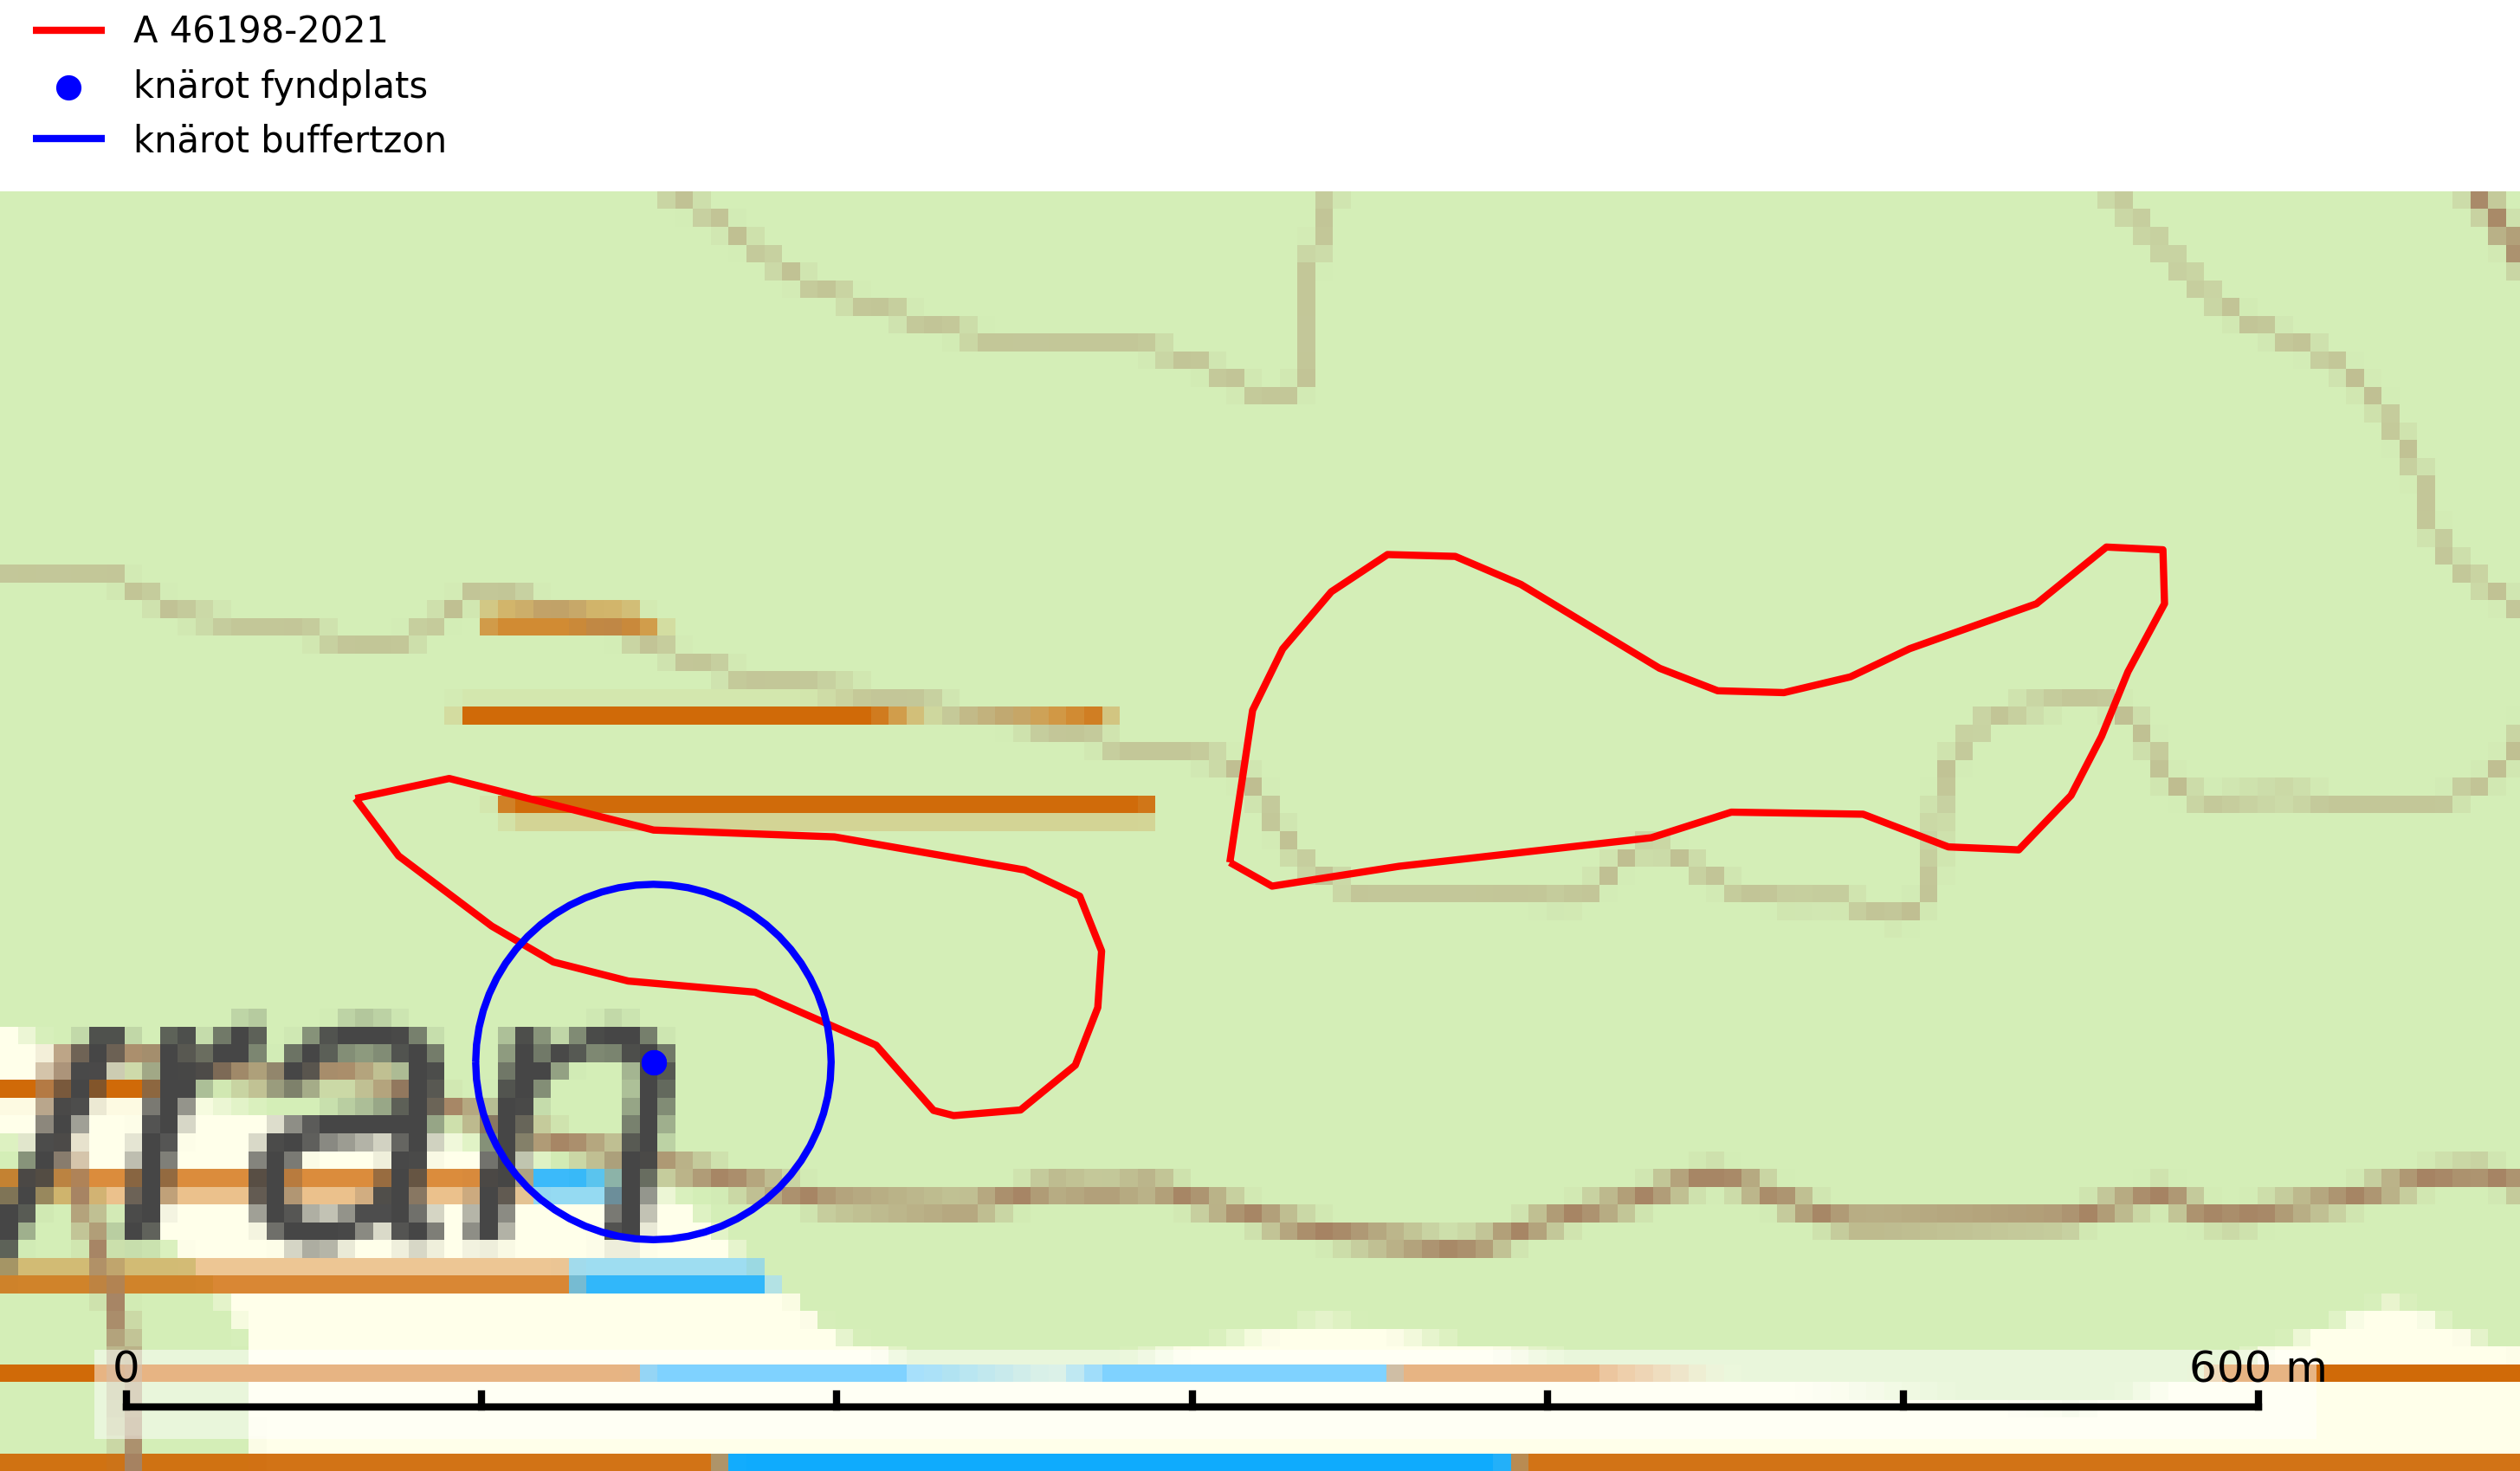 A 46198-2021
knärot fyndplats
knärot buffertzon
0
600 m